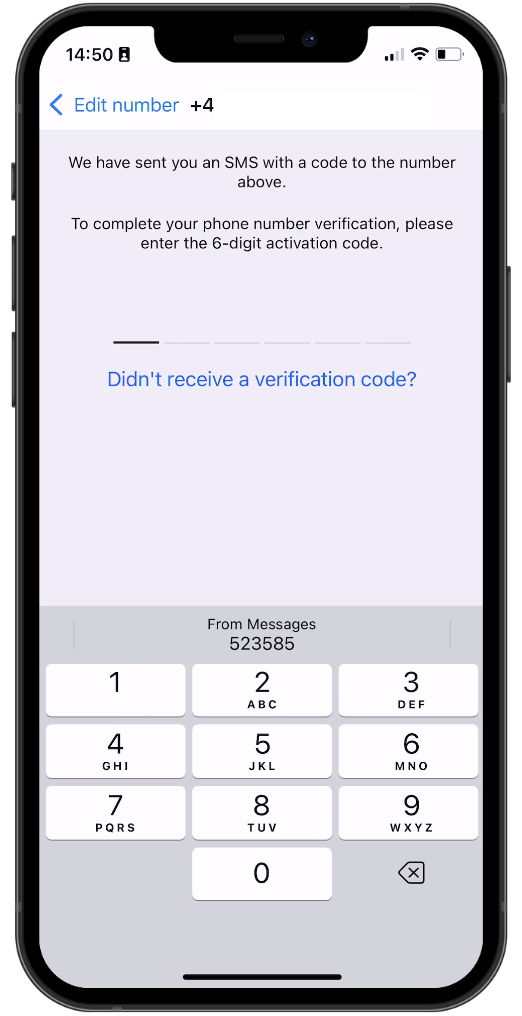 14:50
Edit number +4
We have sent you an SMS with a code to the number
above.
To complete your phone number verification, please
enter the 6-digit activation code.
Didn't receive a verification code?
From Messages
523585
1 2 3
ABC DEF
4 5 6
GHI JKL MNO
7 8 9
PQRS TUV WXYZ
0